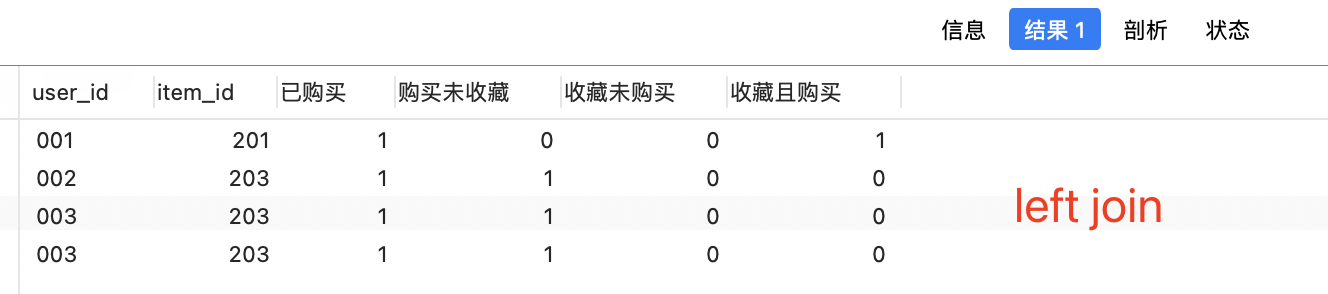 信息 结果 1 剖析 状态
user_id item_id 已购买 购买未收藏 收藏未购买 收藏且购买
001 201 1 0 0 1
002 203 1 1 0 0
003 203 1 1 0 0
003 203 1 1 0 0
left join